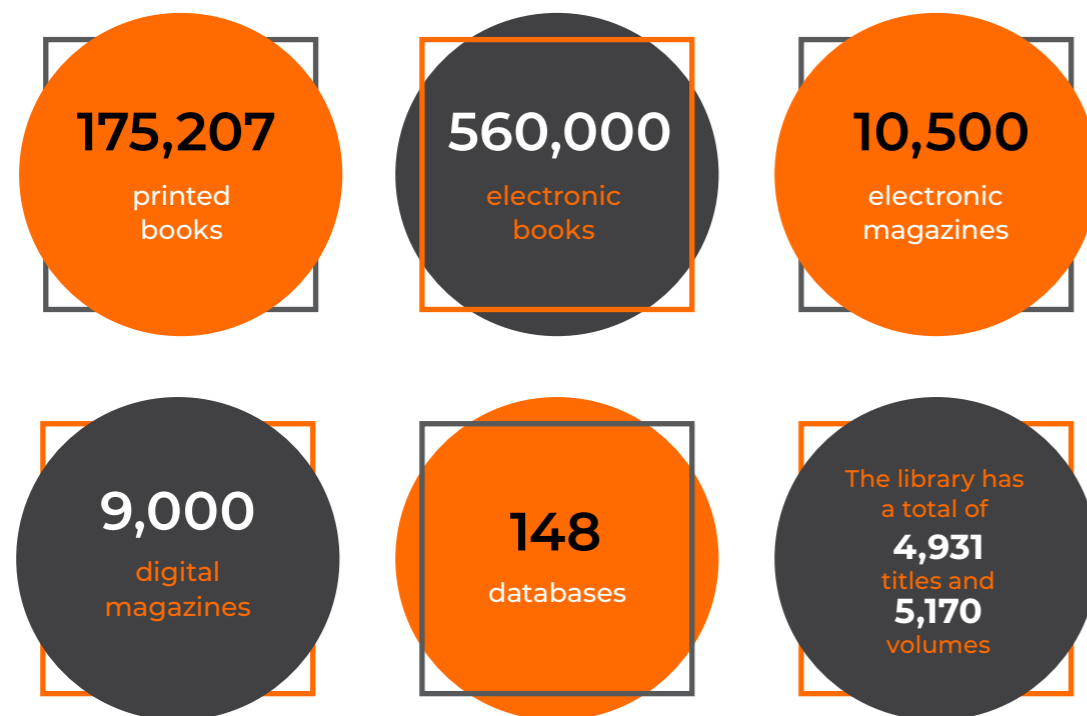 175,207
printed
books
560,000
electronic
books
10,500
electronic
magazines
9,000
digital
magazines
148
databases
The library has
a total of
4,931
titles and
5,170
volumes